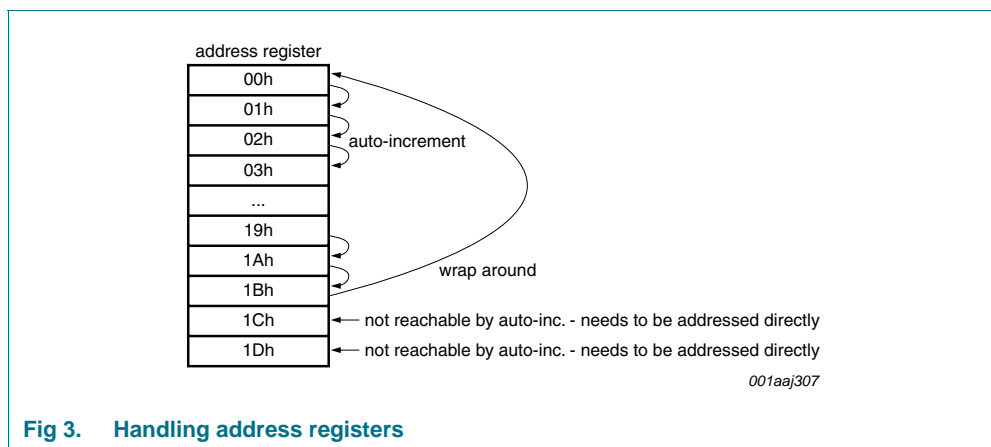 address register
00h
01h
02h
auto-increment
03h
...
19h
1Ah
wrap around
1Bh
1Ch
not reachable by auto-inc. - needs to be addressed directly
1Dh
not reachable by auto-inc. - needs to be addressed directly
001aaj307
Fig 3. Handling address registers